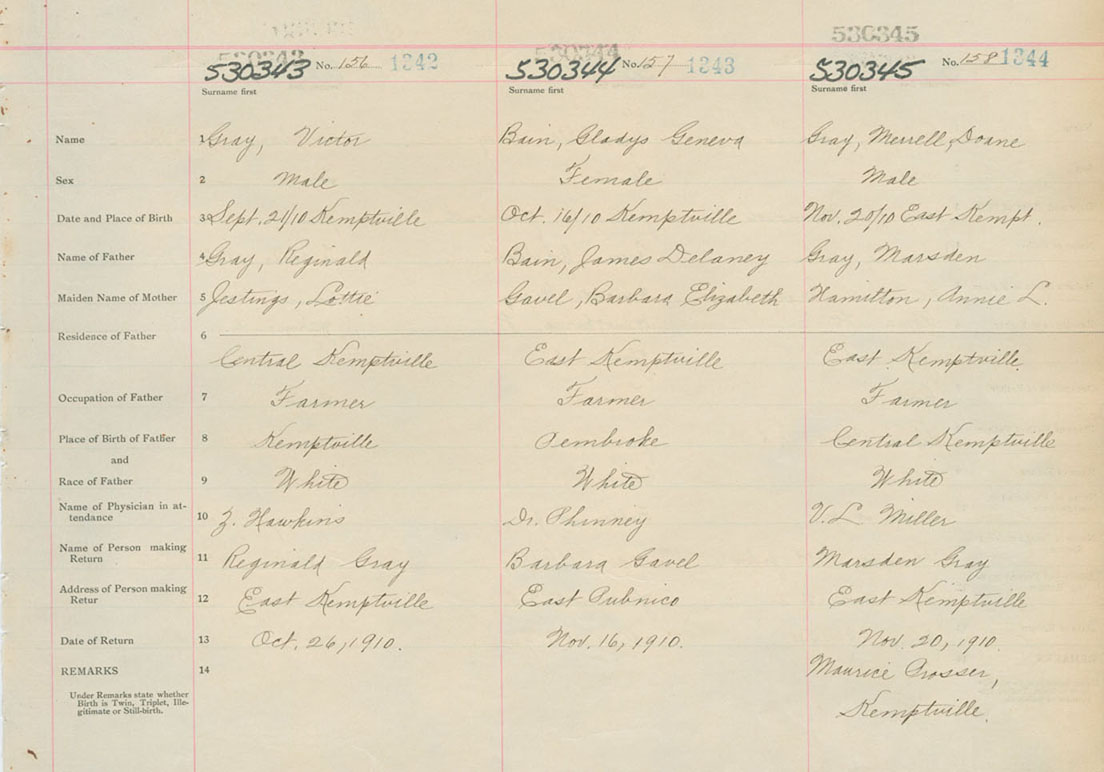 530345
530343 No. 156 1342 530344 No. 157 1343 530345 No. 158 1344
Surname first Surname first Surname first
Name 1 Gray, Victor Bain, Gladys Geneva Gray, Merrell Doane
Sex 2 Male Female Male
Date and Place of Birth 3 Sept. 21/10 Kemptville Oct. 16/10 Kemptville Nov. 20/10 East Kempt.
Name of Father 4 Gray, Reginald Bain, James Delaney Gray, Marsden
Maiden Name of Mother 5 Jestings, Lottie Gavel, Barbara Elizabeth Hamilton, Annie L.
Residence of Father 6
Central Kemptville East Kemptville East Kemptville
Occupation of Father 7 Farmer Farmer Farmer
Place of Birth of Father 8 Kemptville Pembroke Central Kemptville
and
Race of Father 9 White White White
Name of Physician in at-
tendance 10 Z. Hawkins Dr. Phinney V. L. Miller
Name of Person making
Return 11 Reginald Gray Barbara Gavel Marsden Gray
Address of Person making
Retur 12 East Kemptville East Pubnico East Kemptville
Date of Return 13 Oct. 26, 1910. Nov. 16, 1910. Nov. 20, 1910.
REMARKS 14 Maurice Prosser,
Under Remarks state whether
Birth is Twin, Triplet, Ille-
gitimate or Still-birth.
Kemptville.